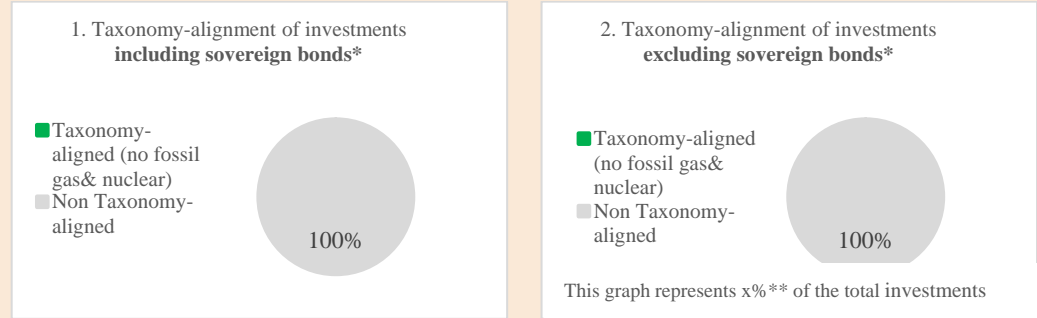 1. Taxonomy-alignment of investments
including sovereign bonds*
Taxonomy-
aligned (no fossil
gas& nuclear)
Non Taxonomy-
aligned
100%
2. Taxonomy-alignment of investments
excluding sovereign bonds*
Taxonomy-aligned
(no fossil gas&
nuclear)
Non Taxonomy-
aligned
100%
This graph represents x%** of the total investments